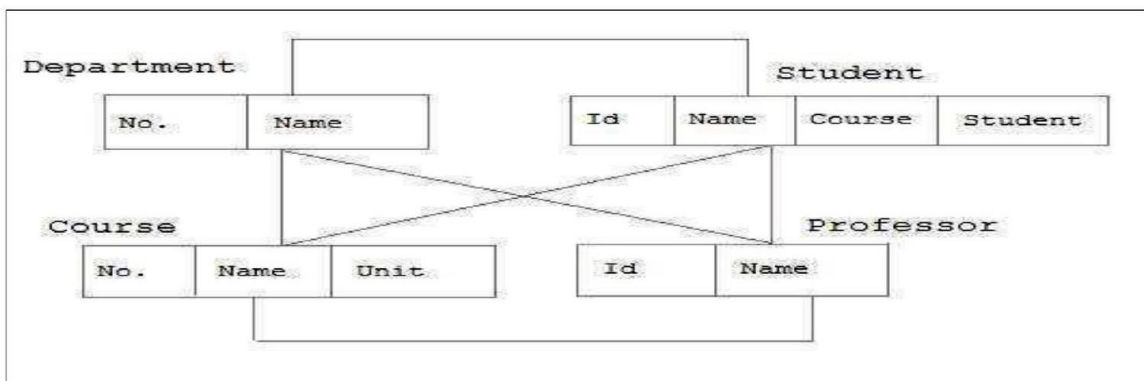 Department
Student
No. Name
Id Name Course Student
Course
Professor
No. Name Unit
Id Name